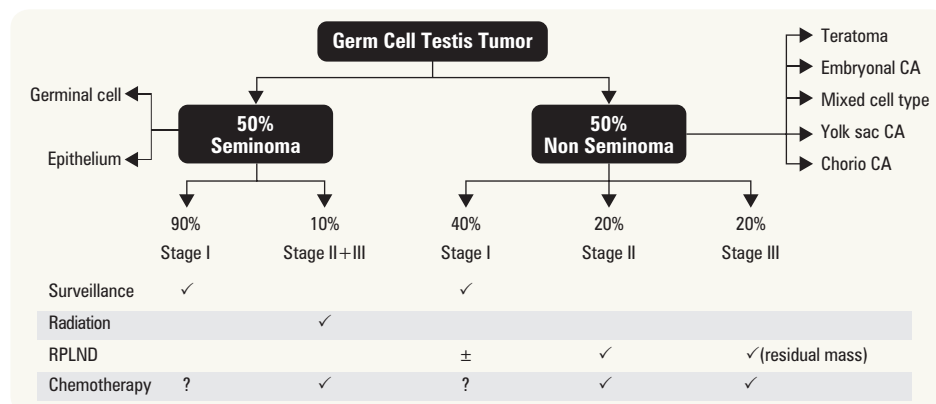 Germ Cell Testis Tumor
Germinal cell
Epithelium
50%
Seminoma
50%
Non Seminoma
Teratoma
Embryonal CA
Mixed cell type
Yolk sac CA
Chorio CA
90% 10% 40% 20% 20%
Stage I Stage II+III Stage I Stage II Stage III
Surveillance ✓ ✓
Radiation ✓
RPLND ± ✓ ✓(residual mass)
Chemotherapy ? ✓ ? ✓ ✓